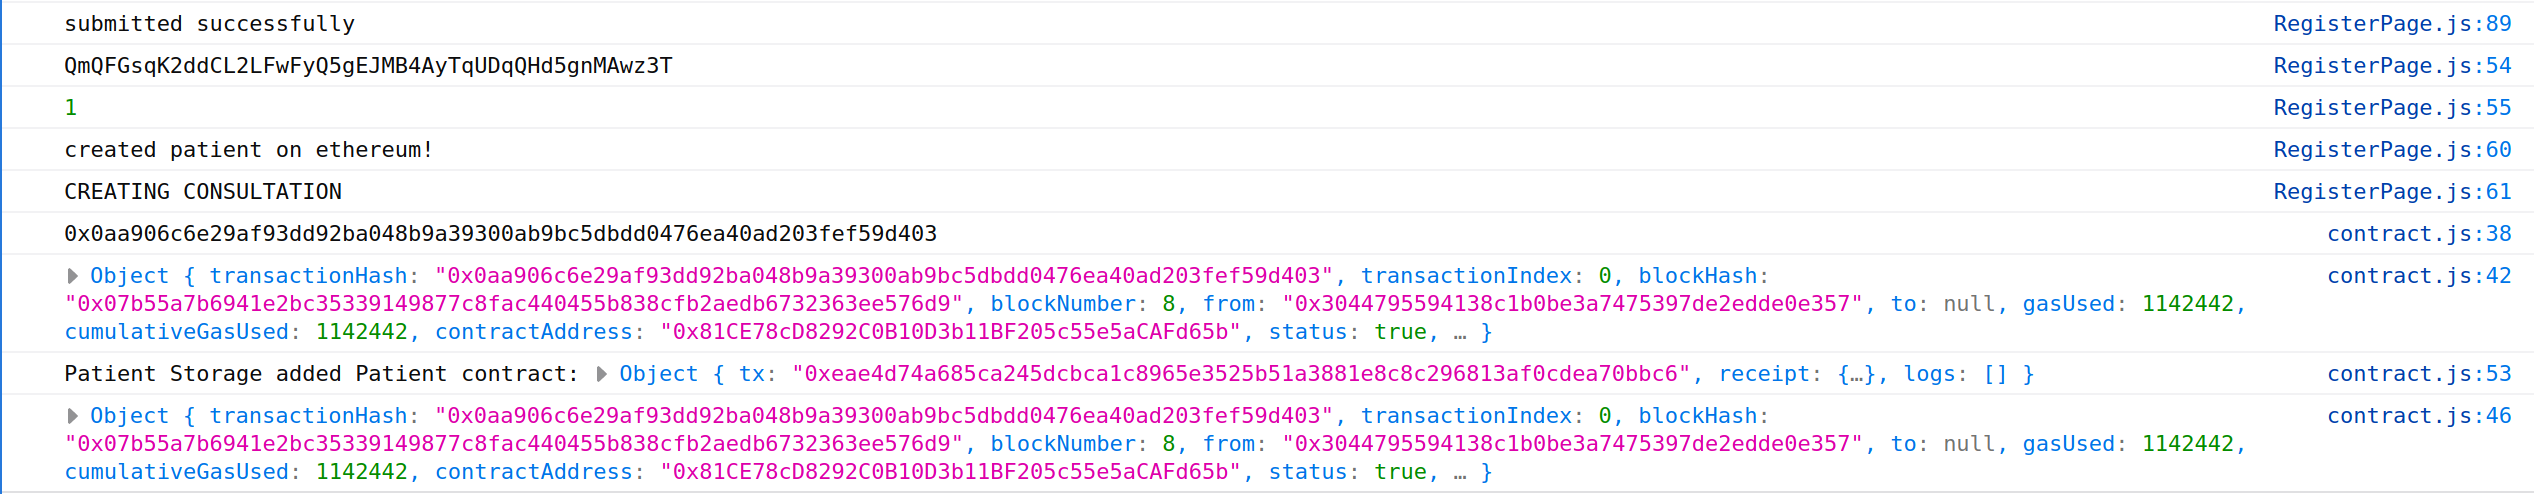 submitted successfully RegisterPage.js:89
QmQFGsqK2ddCL2LFwFyQ5gEJMB4AyTqUDqQHd5gnMAwz3T RegisterPage.js:54
1 RegisterPage.js:55
created patient on ethereum! RegisterPage.js:60
CREATING CONSULTATION RegisterPage.js:61
0x0aa906c6e29af93dd92ba048b9a39300ab9bc5dbdd0476ea40ad203fef59d403 contract.js:38
Object { transactionHash: "0x0aa906c6e29af93dd92ba048b9a39300ab9bc5dbdd0476ea40ad203fef59d403", transactionIndex: 0, blockHash: contract.js:42
"0x07b55a7b6941e2bc35339149877c8fac440455b838cfb2aedb6732363ee576d9", blockNumber: 8, from: "0x3044795594138c1b0be3a7475397de2edde0e357", to: null, gasUsed: 1142442,
cumulativeGasUsed: 1142442, contractAddress: "0x81CE78cD8292C0B10D3b11BF205c55e5aCAFd65b", status: true, … }
Patient Storage added Patient contract: Object { tx: "0xeae4d74a685ca245dcbca1c8965e3525b51a3881e8c8c296813af0cdea70bbc6", receipt: {…}, logs: [] } contract.js:53
Object { transactionHash: "0x0aa906c6e29af93dd92ba048b9a39300ab9bc5dbdd0476ea40ad203fef59d403", transactionIndex: 0, blockHash: contract.js:46
"0x07b55a7b6941e2bc35339149877c8fac440455b838cfb2aedb6732363ee576d9", blockNumber: 8, from: "0x3044795594138c1b0be3a7475397de2edde0e357", to: null, gasUsed: 1142442,
cumulativeGasUsed: 1142442, contractAddress: "0x81CE78cD8292C0B10D3b11BF205c55e5aCAFd65b", status: true, … }